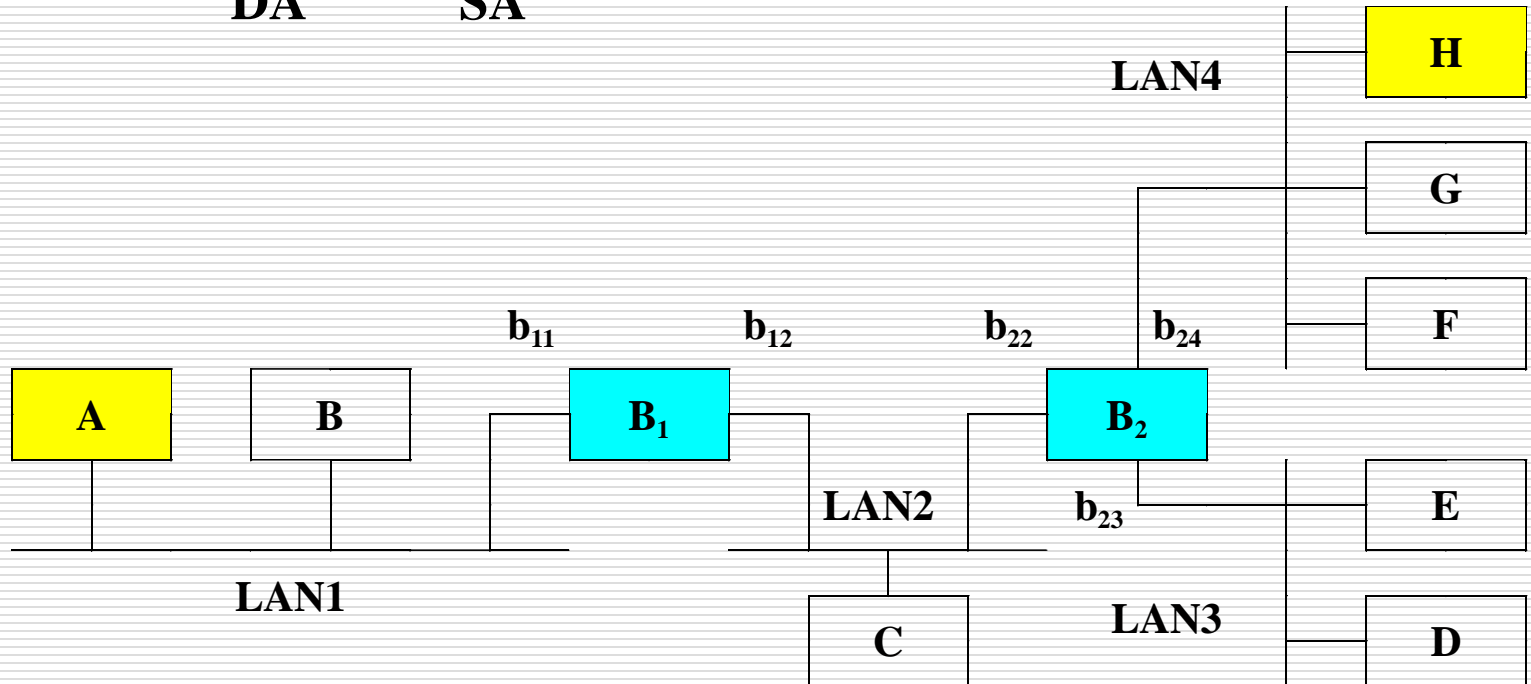 DA SA
H
LAN4
G
b₁₁ b₁₂ b₂₂ b₂₄ F
A B B₁ B₂
LAN2 b₂₃ E
LAN1
C LAN3 D